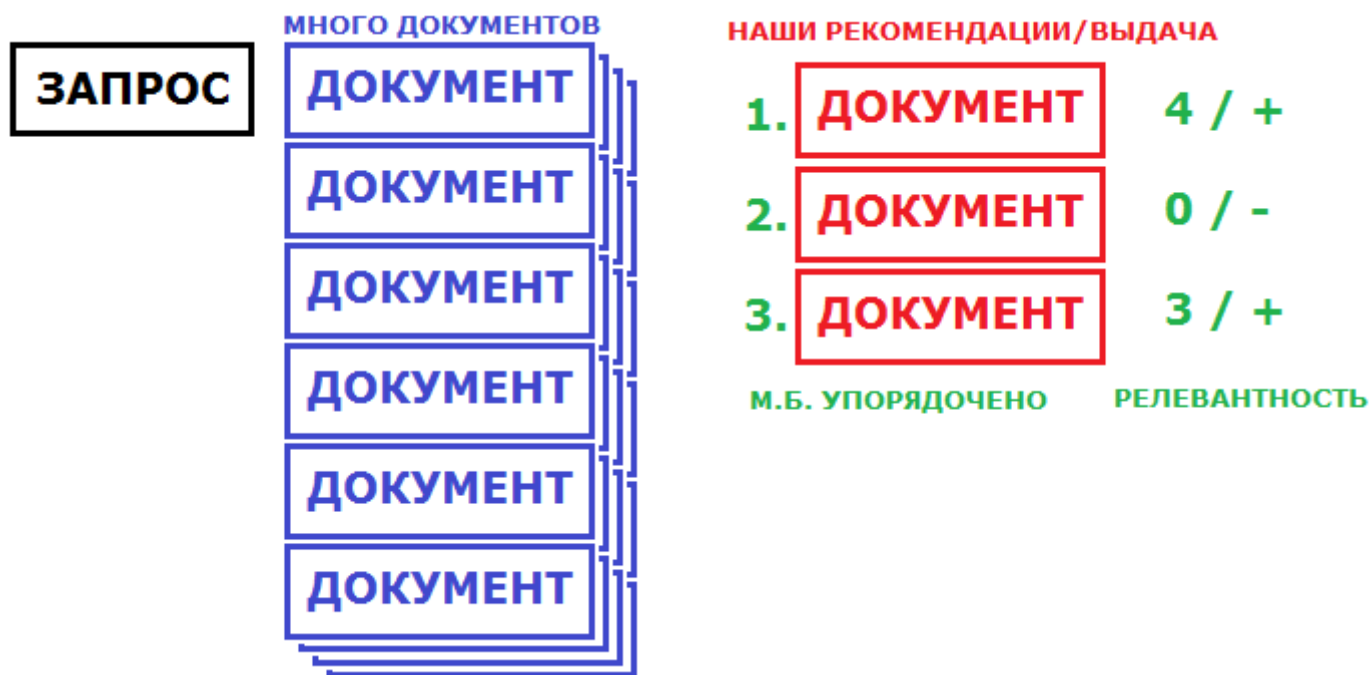 МНОГО ДОКУМЕНТОВ
НАШИ РЕКОМЕНДАЦИИ/ВЫДАЧА
ЗАПРОС
ДОКУМЕНТ
ДОКУМЕНТ
ДОКУМЕНТ
ДОКУМЕНТ
ДОКУМЕНТ
ДОКУМЕНТ
1. ДОКУМЕНТ 4 / +
2. ДОКУМЕНТ 0 / -
3. ДОКУМЕНТ 3 / +
М.Б. УПОРЯДОЧЕНО РЕЛЕВАНТНОСТЬ